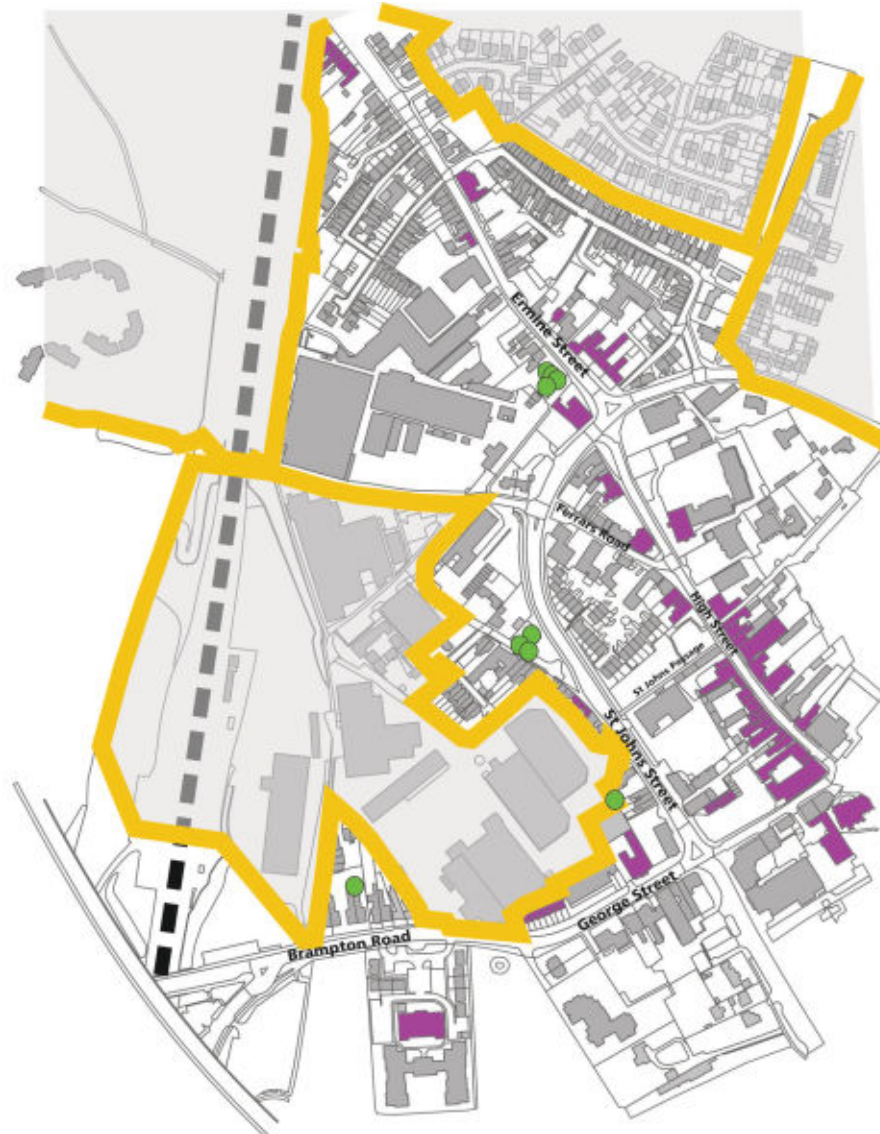 Ermine Street
Ferrars Road
High Street
St Johns Passage
St Johns Street
George Street
Brampton Road